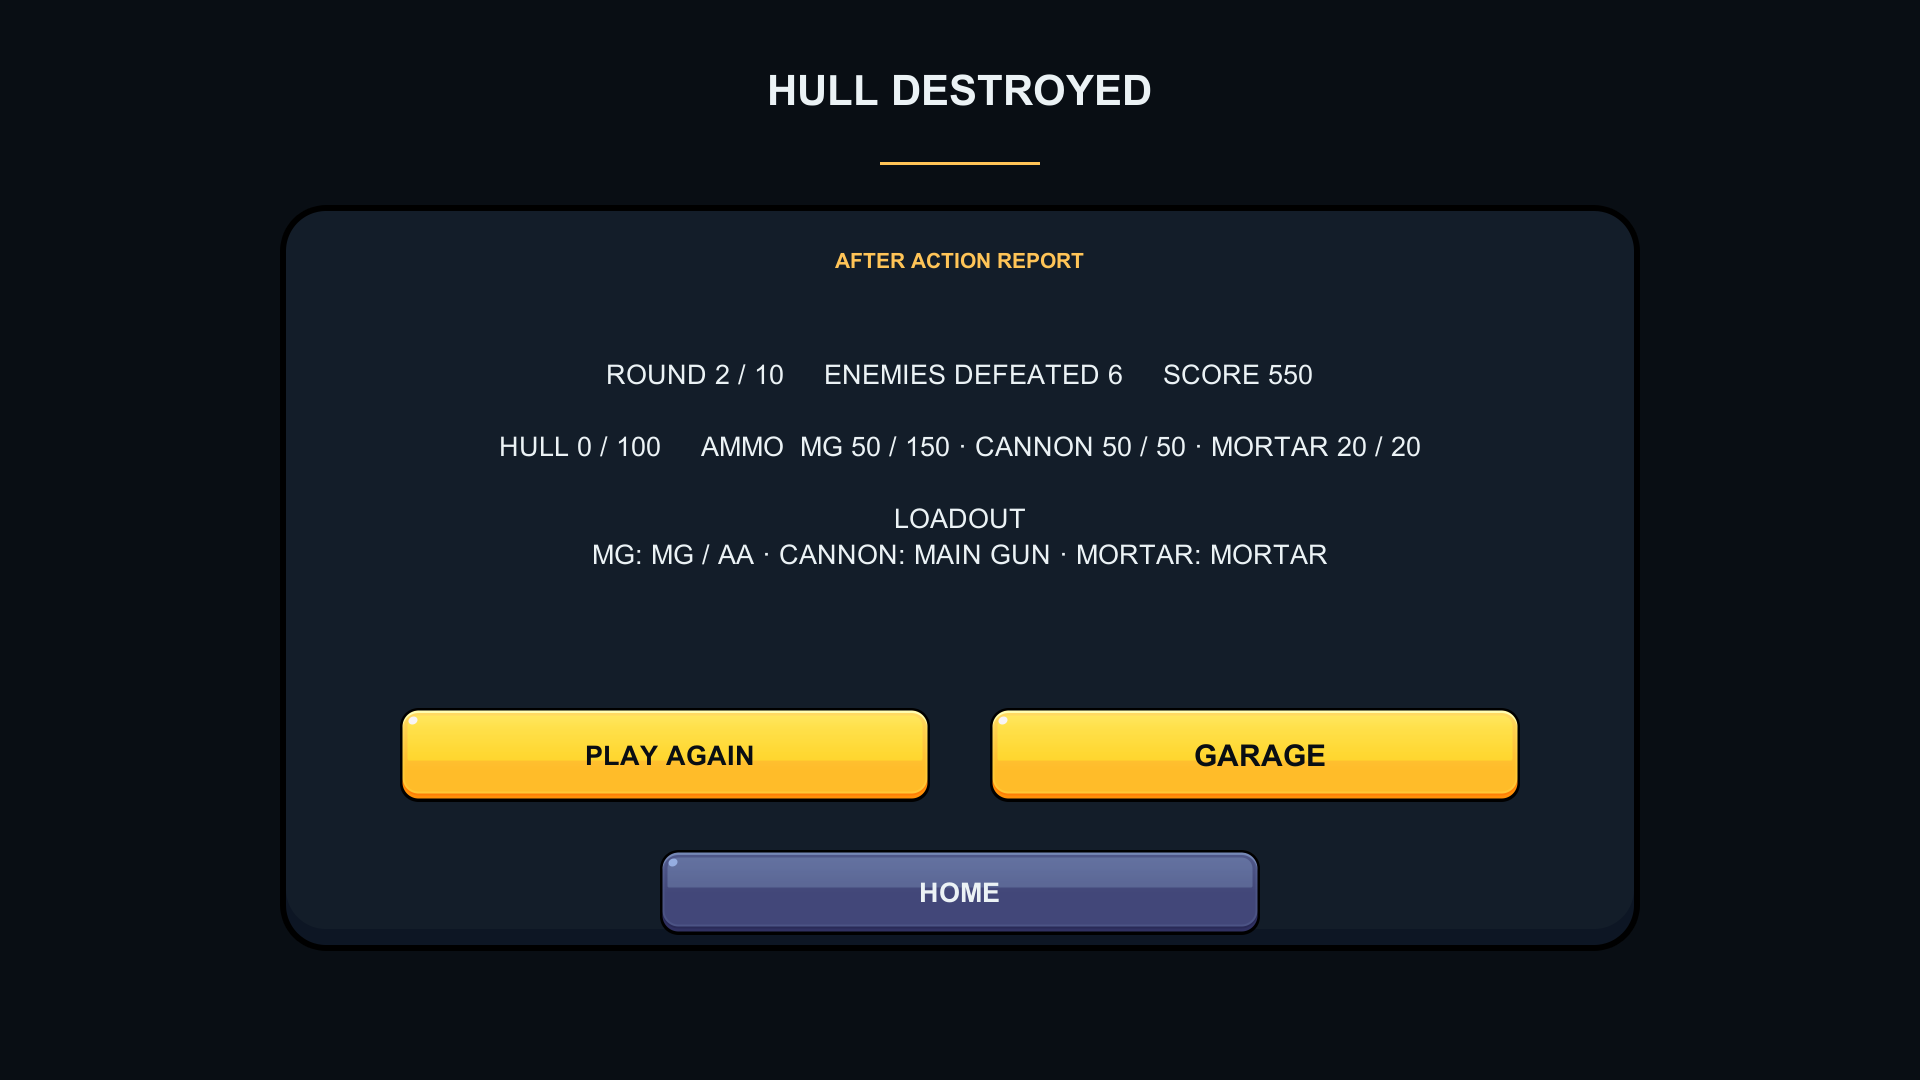 HULL DESTROYED
AFTER ACTION REPORT
ROUND 2 / 10 ENEMIES DEFEATED 6 SCORE 550
HULL 0 / 100 AMMO MG 50 / 150 · CANNON 50 / 50 · MORTAR 20 / 20
LOADOUT
MG: MG / AA · CANNON: MAIN GUN · MORTAR: MORTAR
PLAY AGAIN
GARAGE
HOME